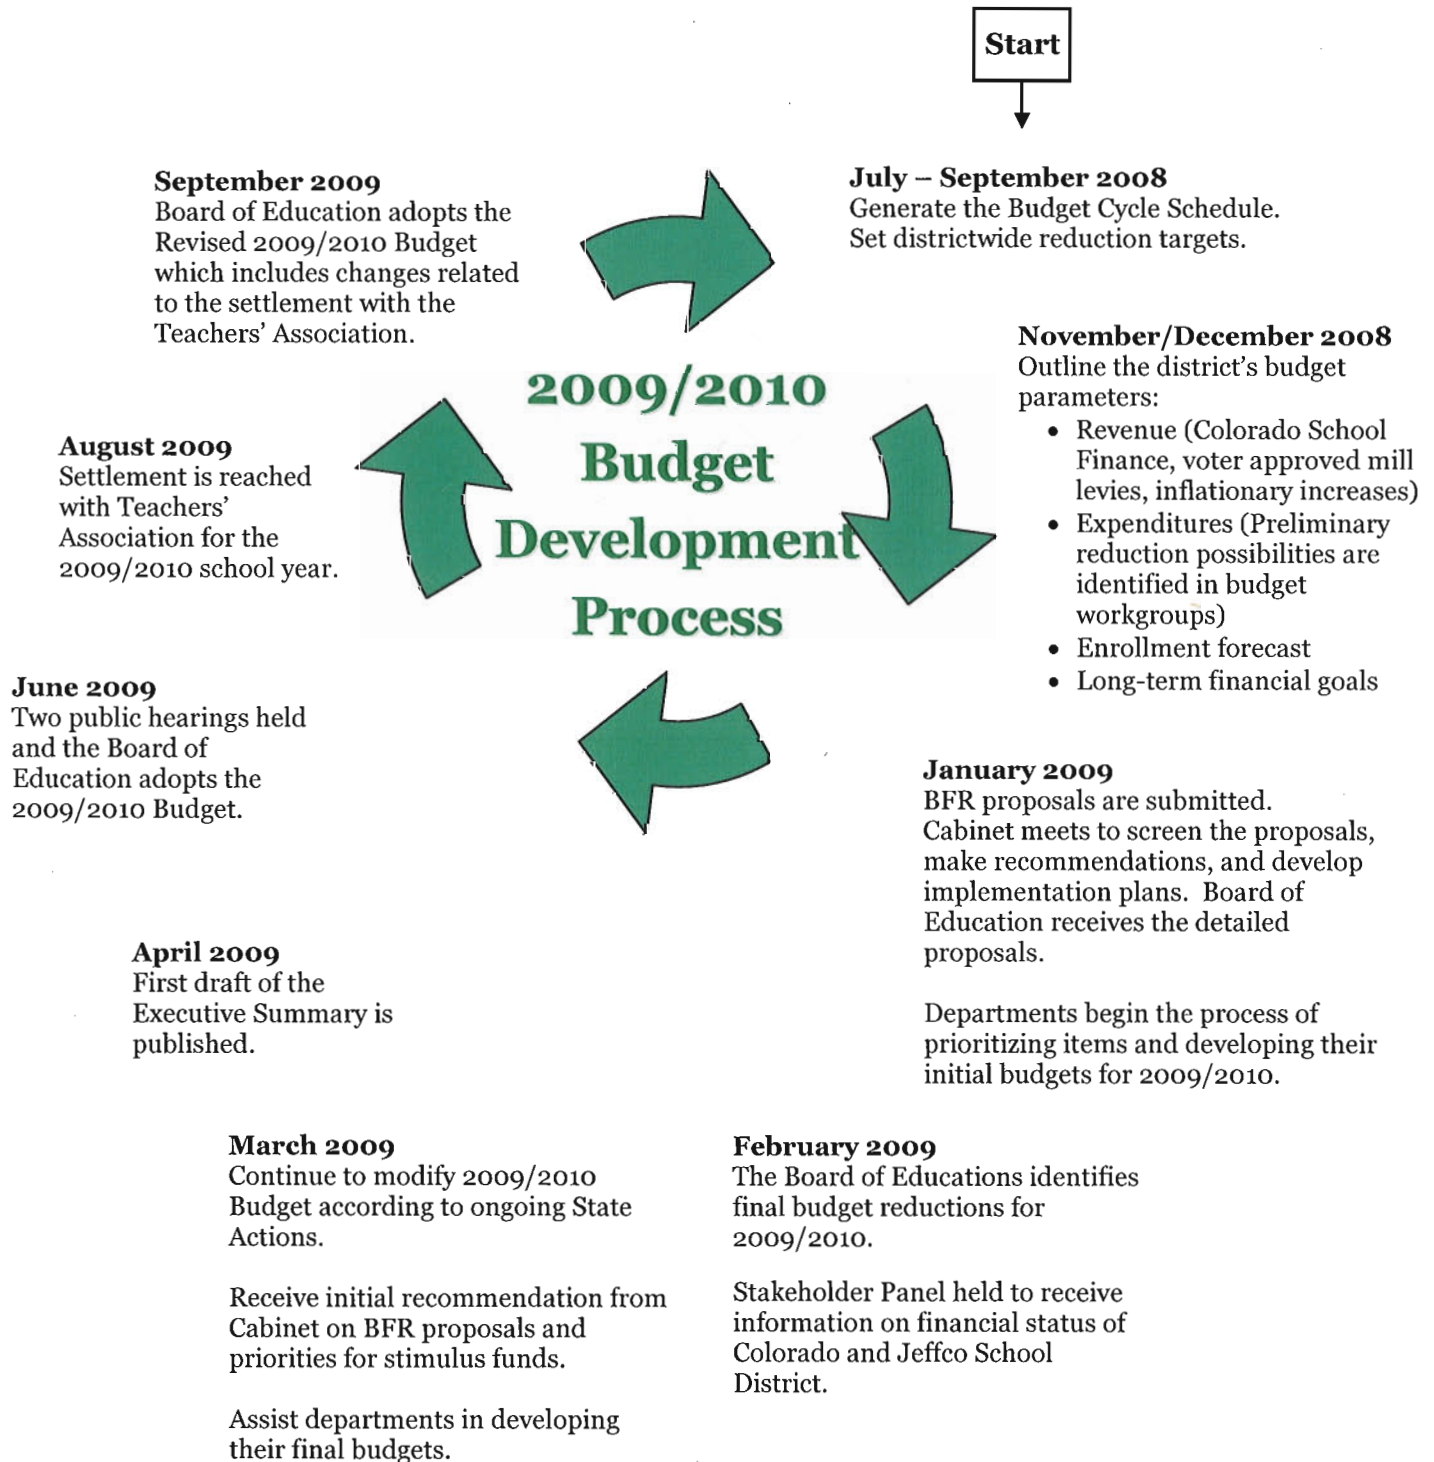 Start
July – September 2008
Generate the Budget Cycle Schedule.
Set districtwide reduction targets.
November/December 2008
Outline the district's budget
parameters:
• Revenue (Colorado School
Finance, voter approved mill
levies, inflationary increases)
• Expenditures (Preliminary
reduction possibilities are
identified in budget
workgroups)
• Enrollment forecast
• Long-term financial goals
January 2009
BFR proposals are submitted.
Cabinet meets to screen the proposals,
make recommendations, and develop
implementation plans.  Board of
Education receives the detailed
proposals.
Departments begin the process of
prioritizing items and developing their
initial budgets for 2009/2010.
February 2009
The Board of Educations identifies
final budget reductions for
2009/2010.
Stakeholder Panel held to receive
information on financial status of
Colorado and Jeffco School
District.
March 2009
Continue to modify 2009/2010
Budget according to ongoing State
Actions.
Receive initial recommendation from
Cabinet on BFR proposals and
priorities for stimulus funds.
Assist departments in developing
their final budgets.
April 2009
First draft of the
Executive Summary is
published.
June 2009
Two public hearings held
and the Board of
Education adopts the
2009/2010 Budget.
August 2009
Settlement is reached
with Teachers'
Association for the
2009/2010 school year.
September 2009
Board of Education adopts the
Revised 2009/2010 Budget
which includes changes related
to the settlement with the
Teachers' Association.
2009/2010
Budget
Development
Process